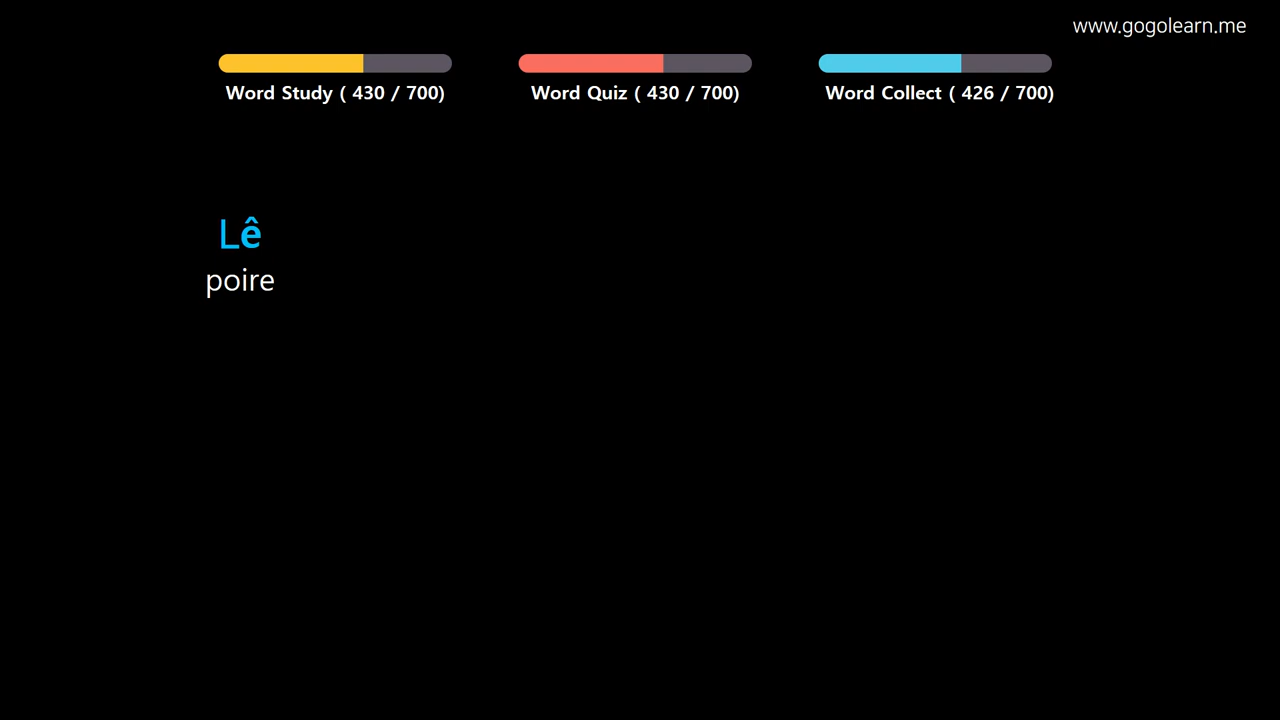 www.gogolearn.me
Word Study ( 430 / 700)
Word Quiz ( 430 / 700)
Word Collect ( 426 / 700)
Lê
poire